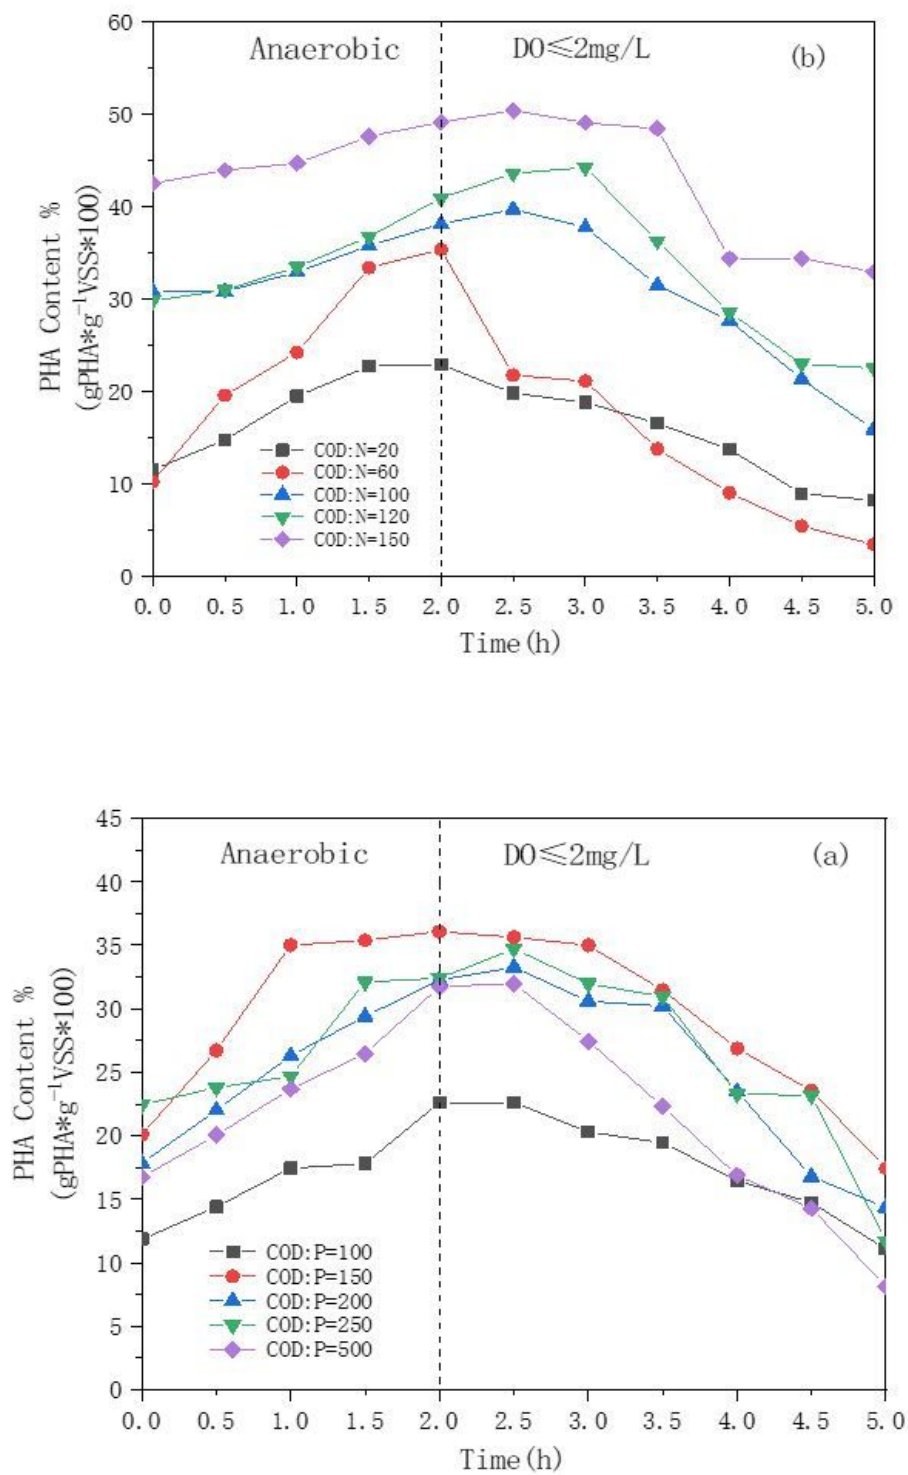 60
50
40
30
20
10
0
PHA Content %
(gPHA*g⁻¹VSS*100)
Anaerobic
DO≤2mg/L
(b)
COD:N=20
COD:N=60
COD:N=100
COD:N=120
COD:N=150
0.0 0.5 1.0 1.5 2.0 2.5 3.0 3.5 4.0 4.5 5.0
Time(h)
45
40
35
30
25
20
15
10
5
0
PHA Content %
(gPHA*g⁻¹VSS*100)
Anaerobic
DO≤2mg/L
(a)
COD:P=100
COD:P=150
COD:P=200
COD:P=250
COD:P=500
0.0 0.5 1.0 1.5 2.0 2.5 3.0 3.5 4.0 4.5 5.0
Time(h)